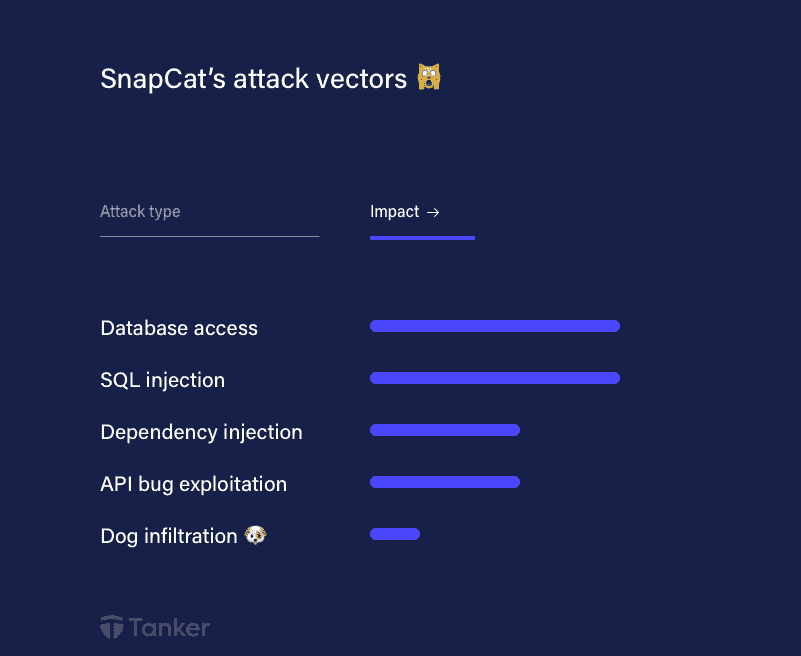 SnapCat’s attack vectors 🙀
Attack type
Impact →
Database access
SQL injection
Dependency injection
API bug exploitation
Dog infiltration 🐶
Tanker